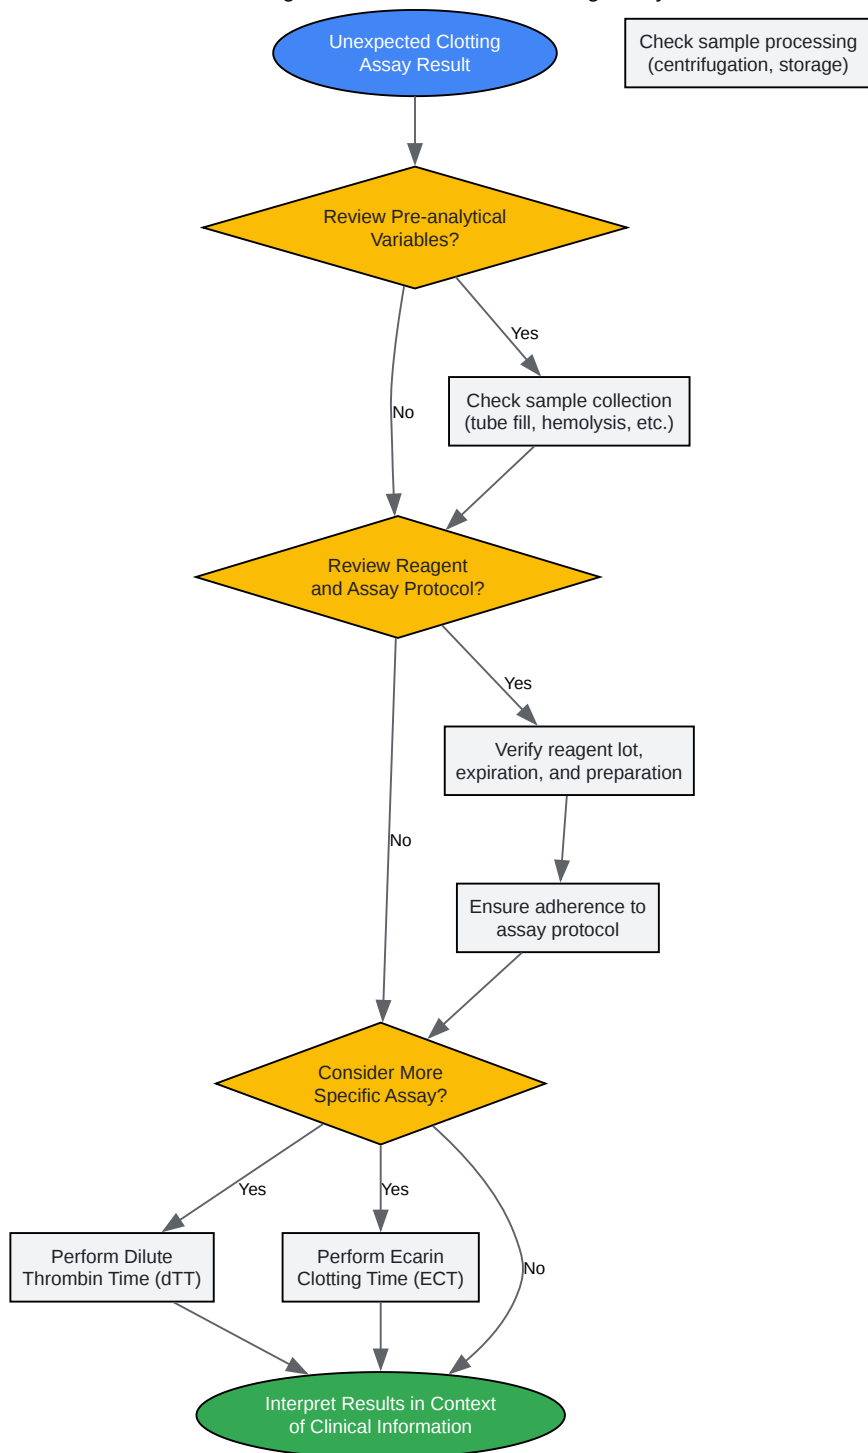 Unexpected Clotting
Assay Result
Check sample processing
(centrifugation, storage)
Review Pre-analytical
Variables?
Yes
No
Check sample collection
(tube fill, hemolysis, etc.)
Review Reagent
and Assay Protocol?
Yes
Verify reagent lot,
expiration, and preparation
No
Ensure adherence to
assay protocol
Consider More
Specific Assay?
Yes
Yes
No
Perform Dilute
Thrombin Time (dTT)
Perform Ecarin
Clotting Time (ECT)
Interpret Results in Context
of Clinical Information